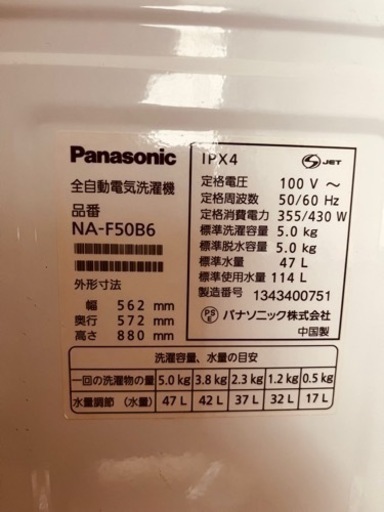 Panasonic
全自動電気洗濯機
品番
NA-F50B6
外形寸法
幅 562 mm
奥行 572 mm
高さ 880 mm
IPX4
S JET
定格電圧 100 V ～
定格周波数 50/60 Hz
定格消費電力 355/430 W
標準洗濯容量 5.0 kg
標準脱水容量 5.0 kg
標準水量 47 L
標準使用水量 114 L
製造番号 1343400751
PS E パナソニック株式会社
中国製
洗濯容量、水量の目安
一回の洗濯物の量 5.0 kg 3.8 kg 2.3 kg 1.2 kg 0.5 kg
水量調節（水量） 47 L 42 L 37 L 32 L 17 L